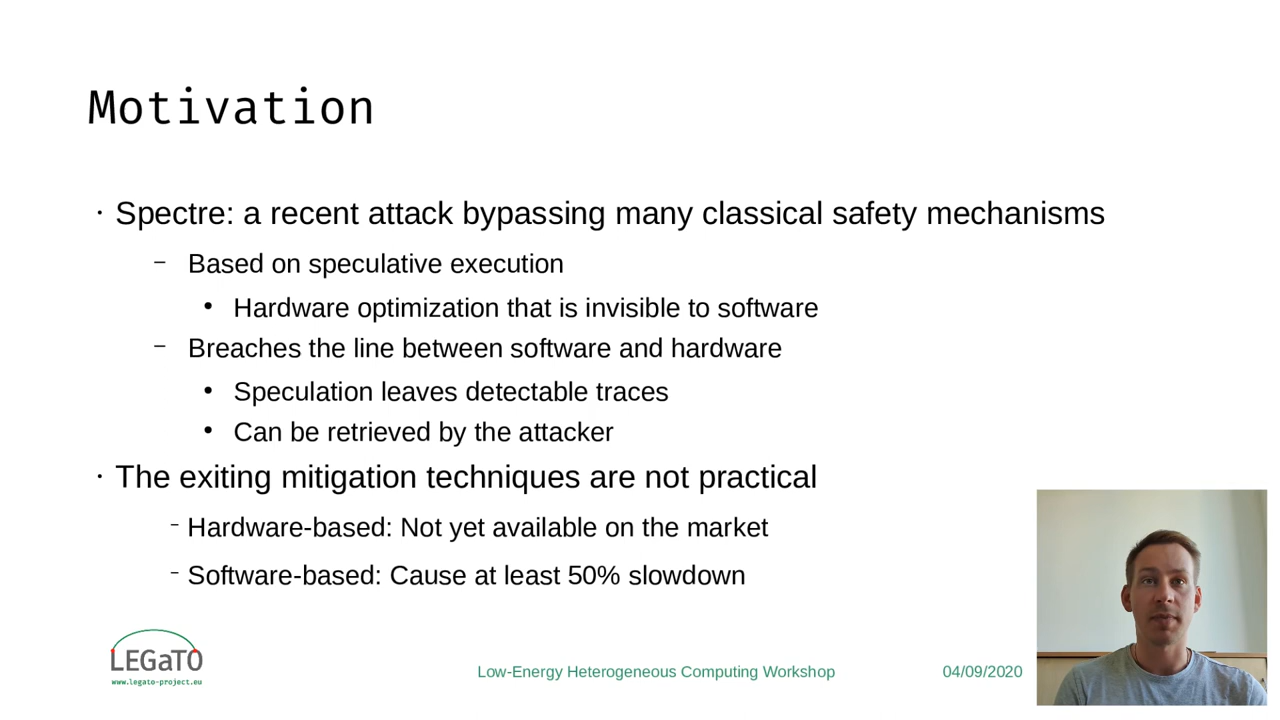 Motivation
· Spectre: a recent attack bypassing many classical safety mechanisms
– Based on speculative execution
• Hardware optimization that is invisible to software
– Breaches the line between software and hardware
• Speculation leaves detectable traces
• Can be retrieved by the attacker
· The exiting mitigation techniques are not practical
– Hardware-based: Not yet available on the market
– Software-based: Cause at least 50% slowdown
LEGaTO
www.legato-project.eu
Low-Energy Heterogeneous Computing Workshop
04/09/2020